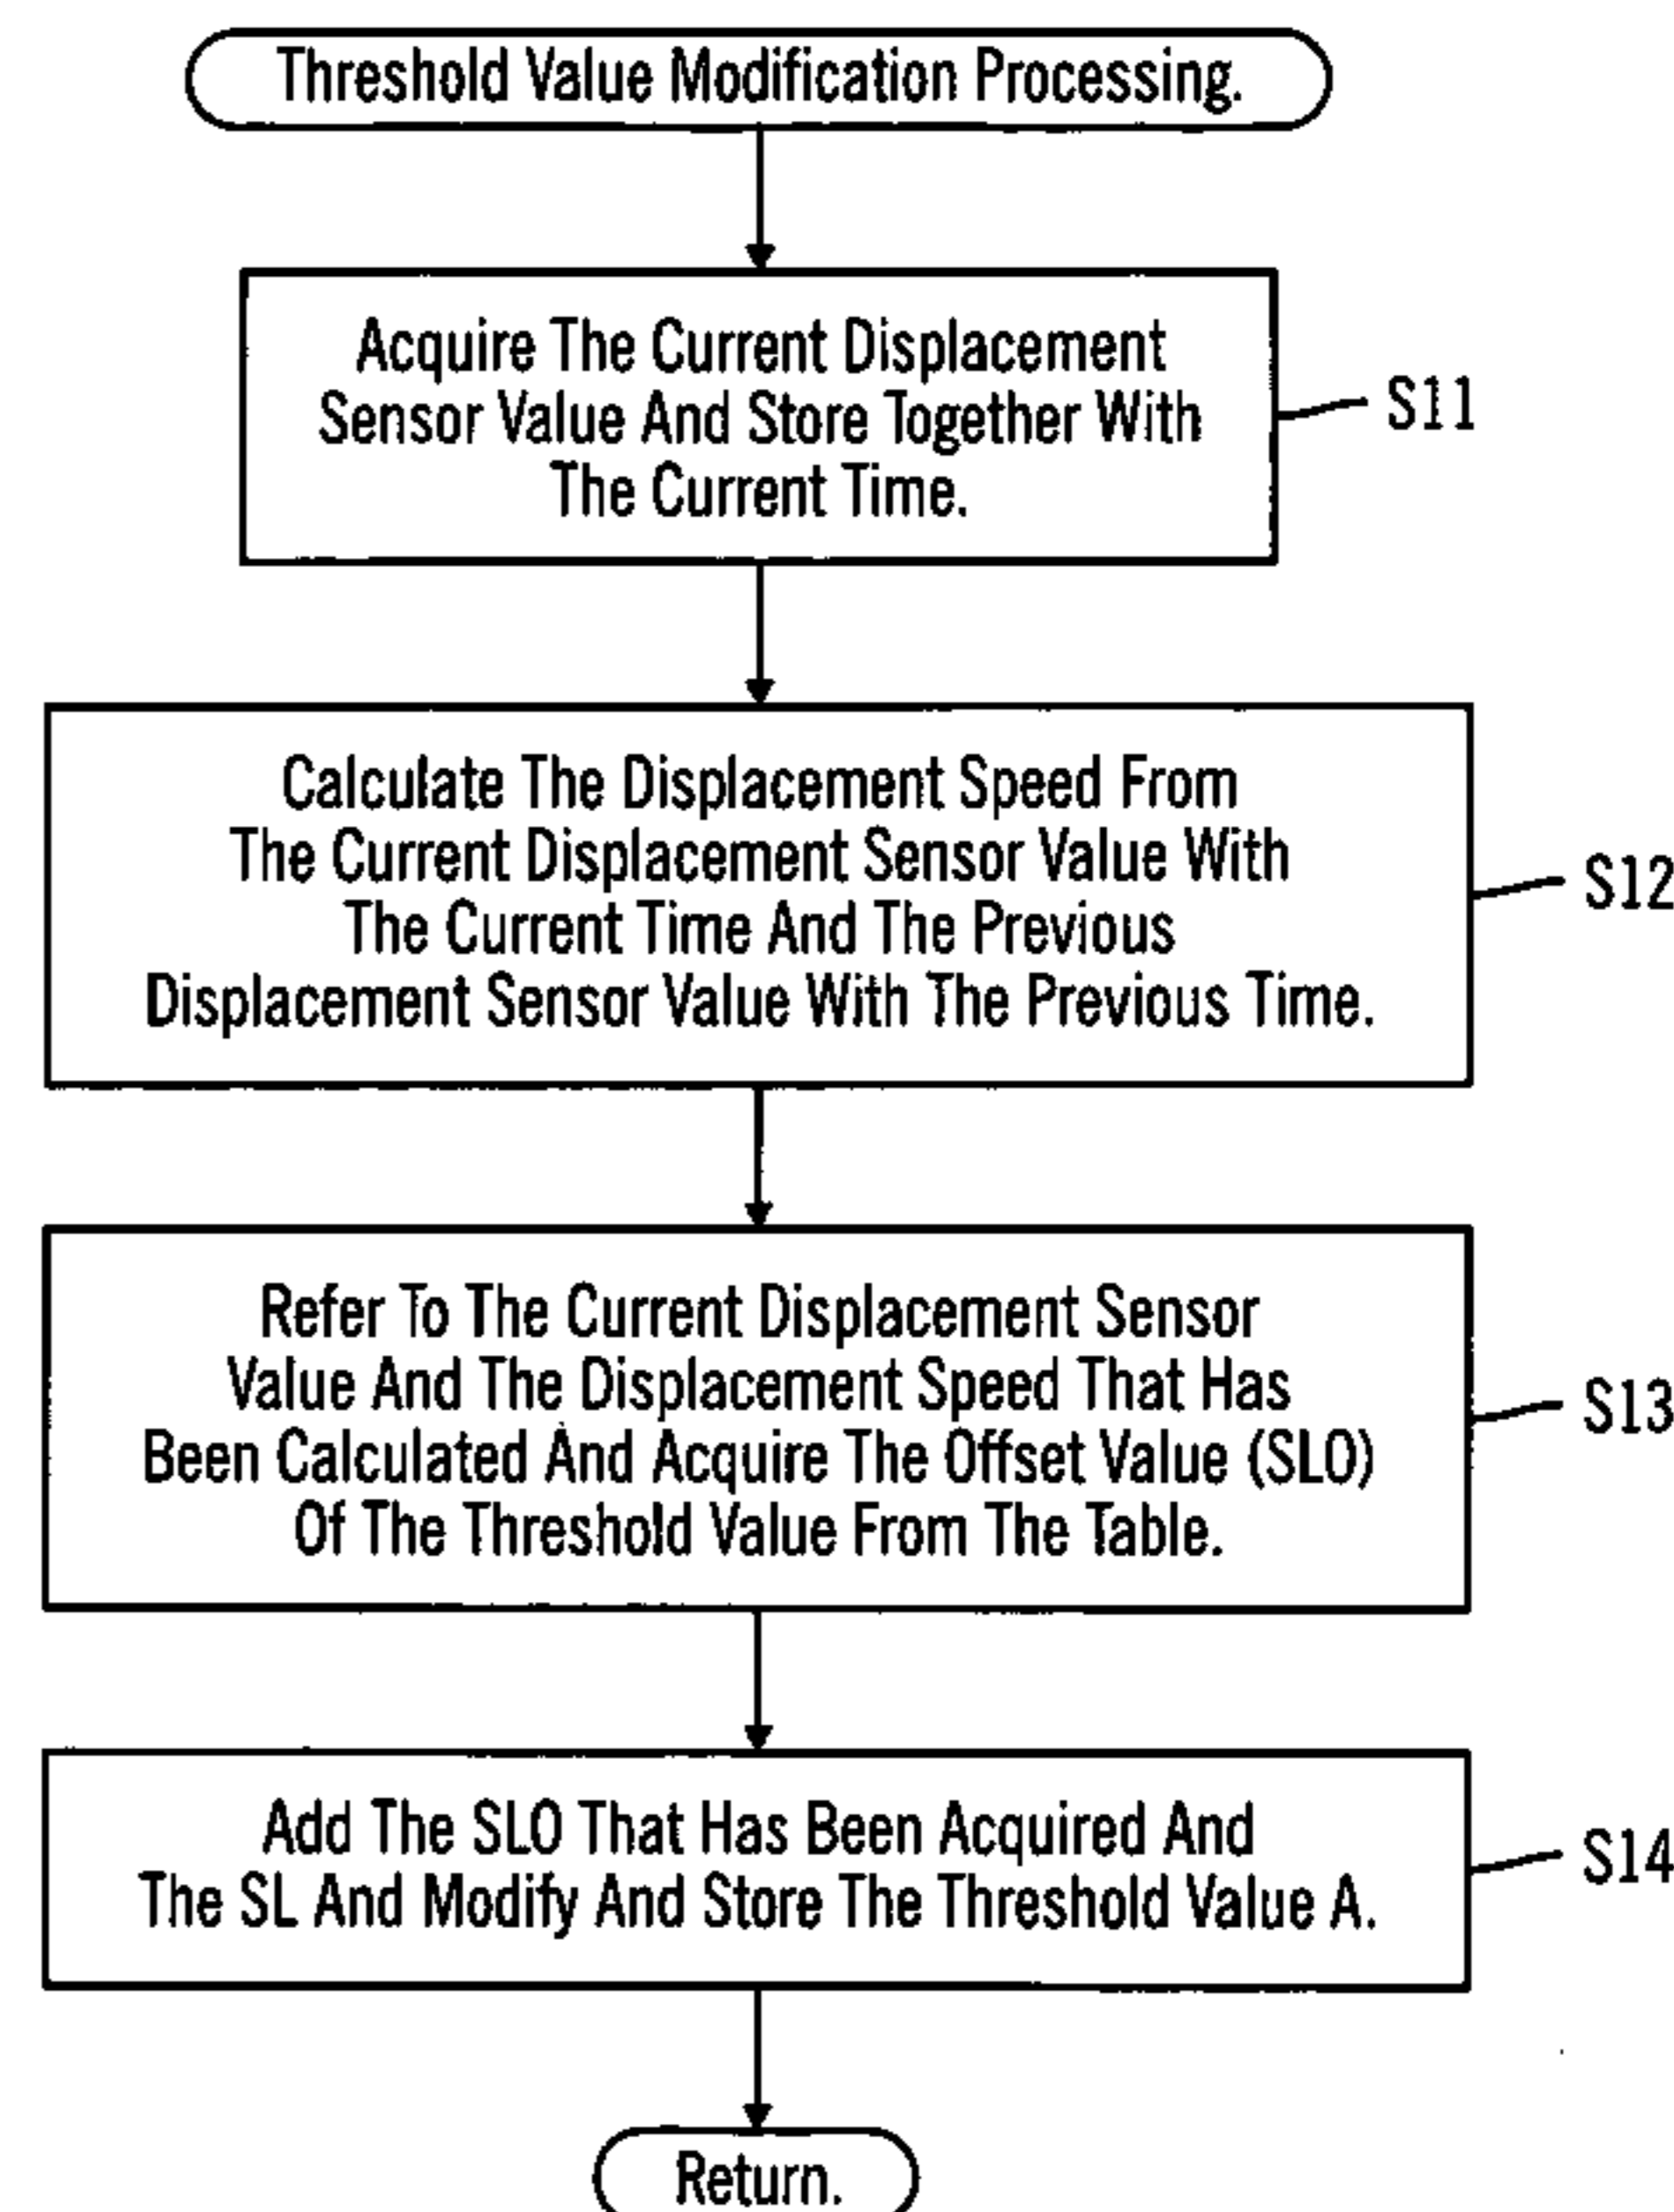 Threshold Value Modification Processing.
Acquire The Current Displacement
Sensor Value And Store Together With
The Current Time.
S11
Calculate The Displacement Speed From
The Current Displacement Sensor Value With
The Current Time And The Previous
Displacement Sensor Value With The Previous Time.
S12
Refer To The Current Displacement Sensor
Value And The Displacement Speed That Has
Been Calculated And Acquire The Offset Value (SLO)
Of The Threshold Value From The Table.
S13
Add The SLO That Has Been Acquired And
The SL And Modify And Store The Threshold Value A.
S14
Return.